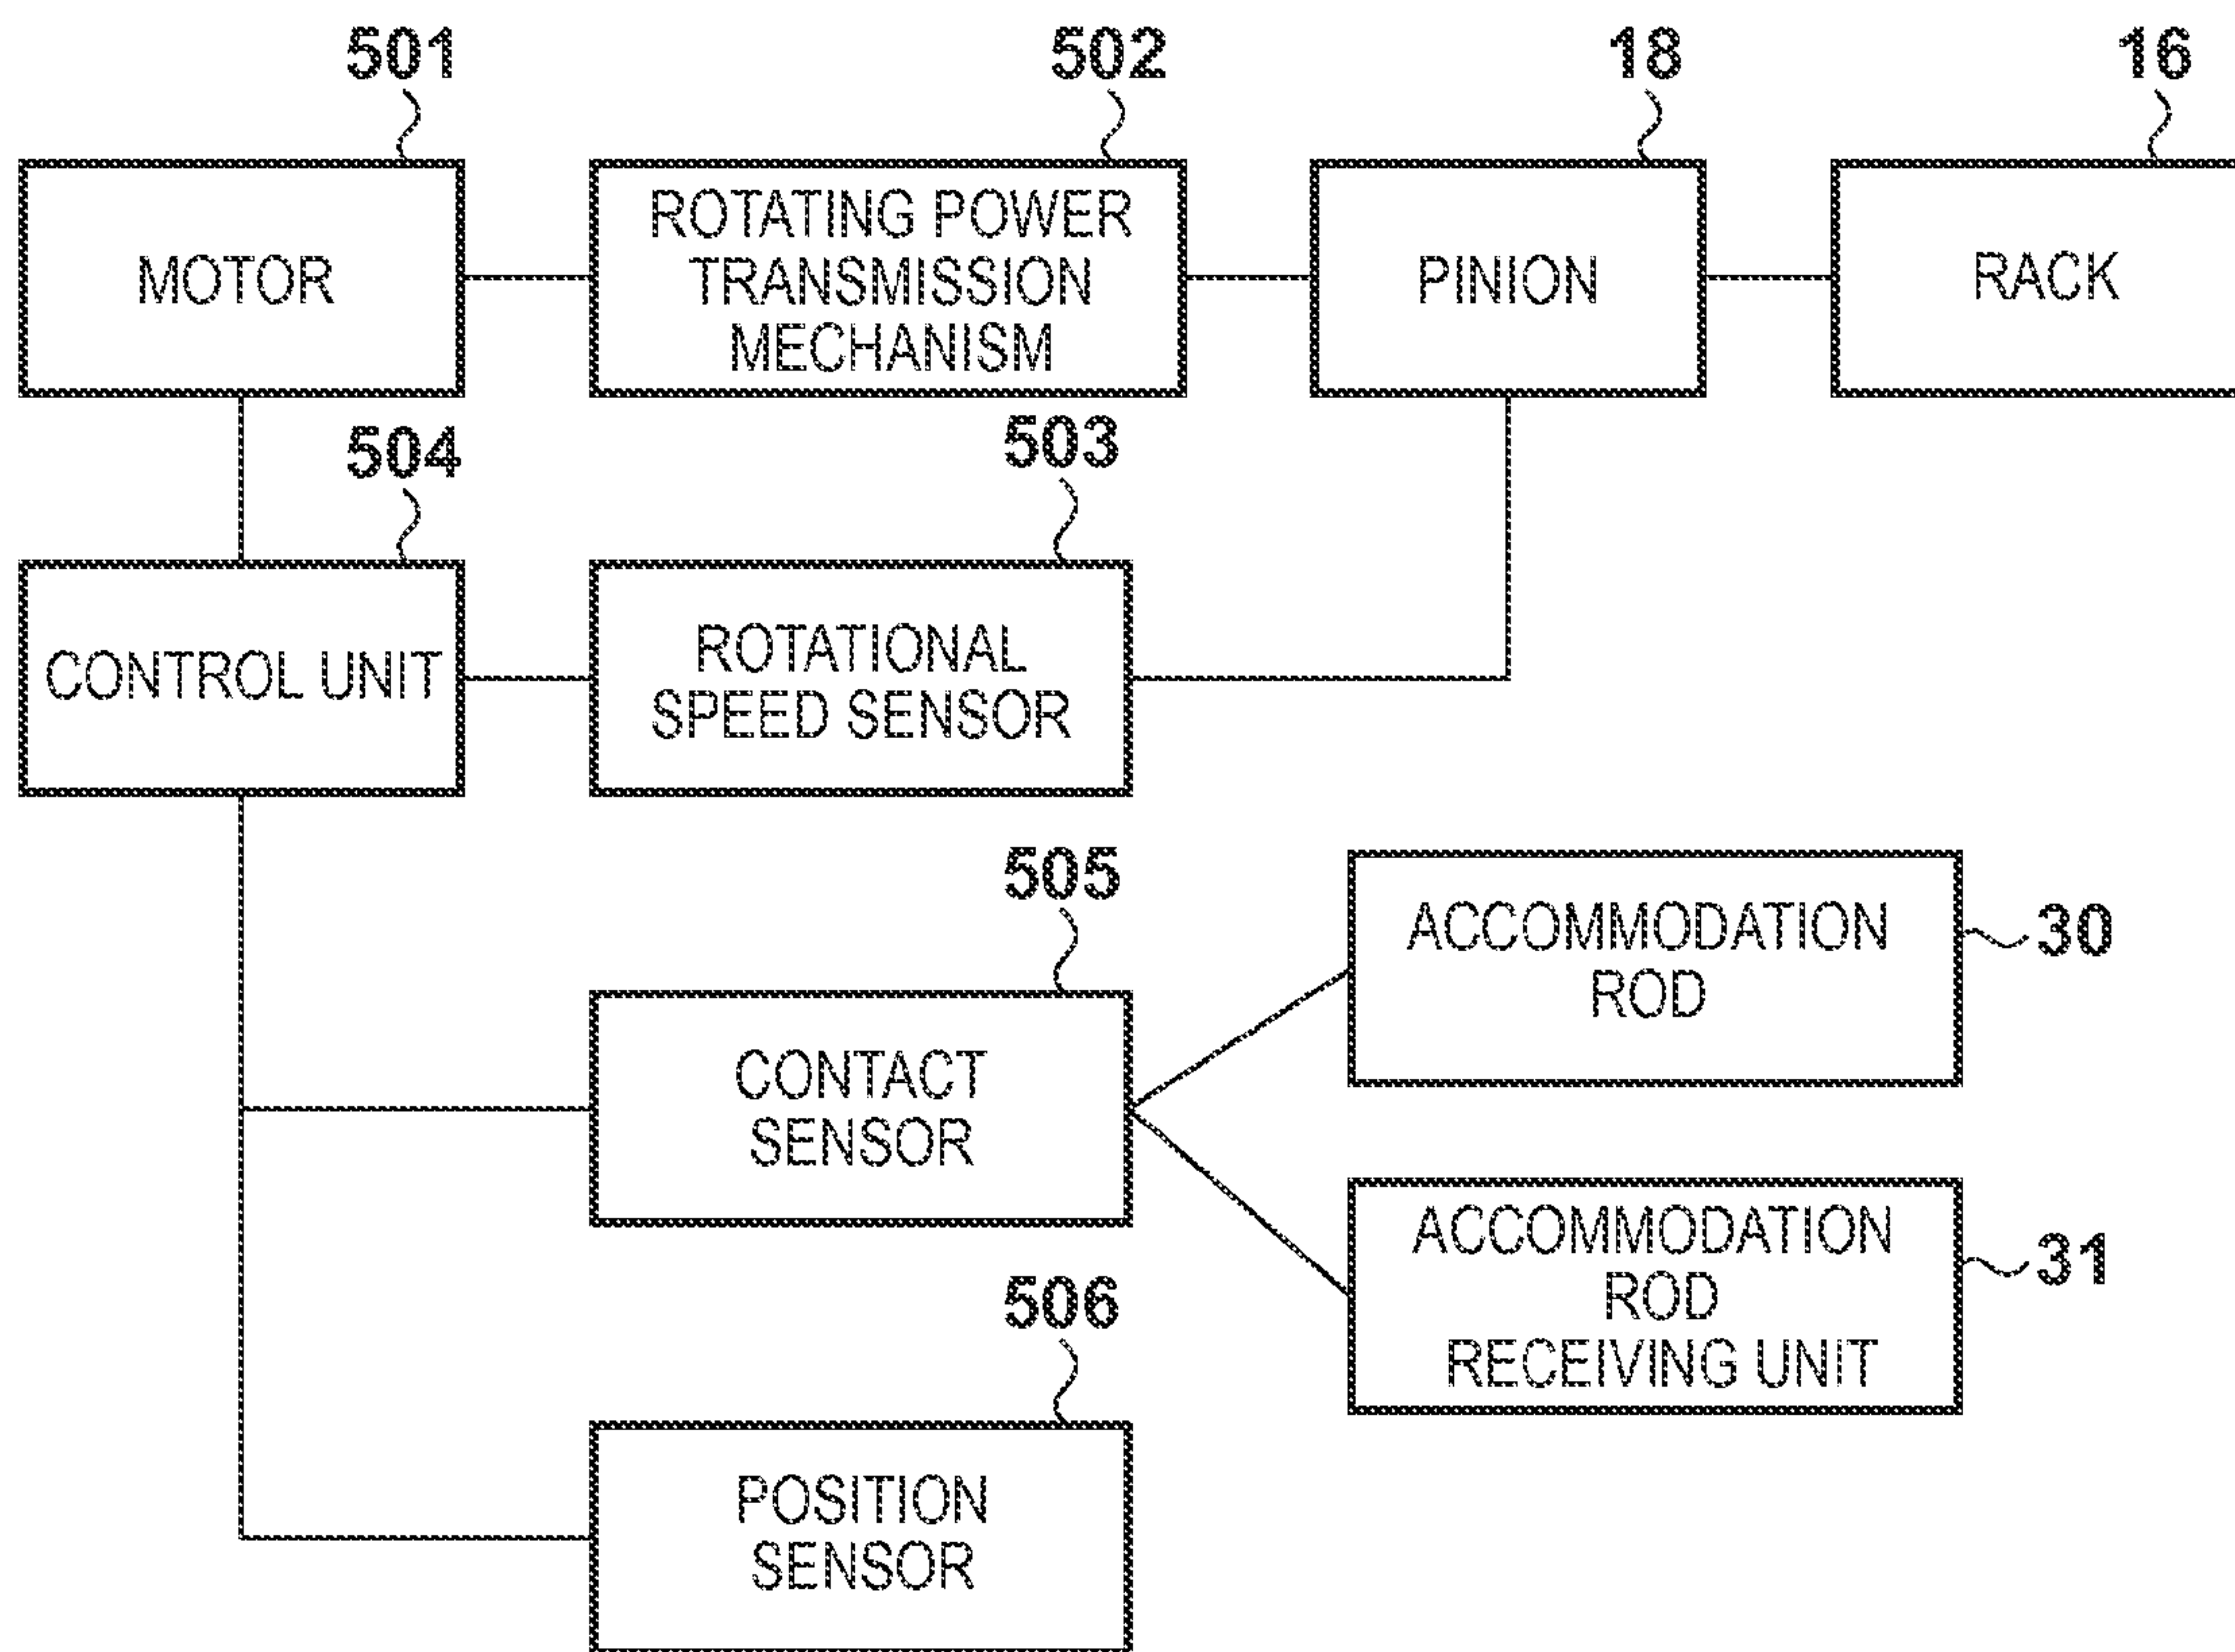 501
502
18
16
MOTOR
ROTATING POWER
TRANSMISSION
MECHANISM
PINION
RACK
504
503
CONTROL UNIT
ROTATIONAL
SPEED SENSOR
505
ACCOMMODATION
ROD
30
CONTACT
SENSOR
ACCOMMODATION
ROD
RECEIVING UNIT
31
506
POSITION
SENSOR